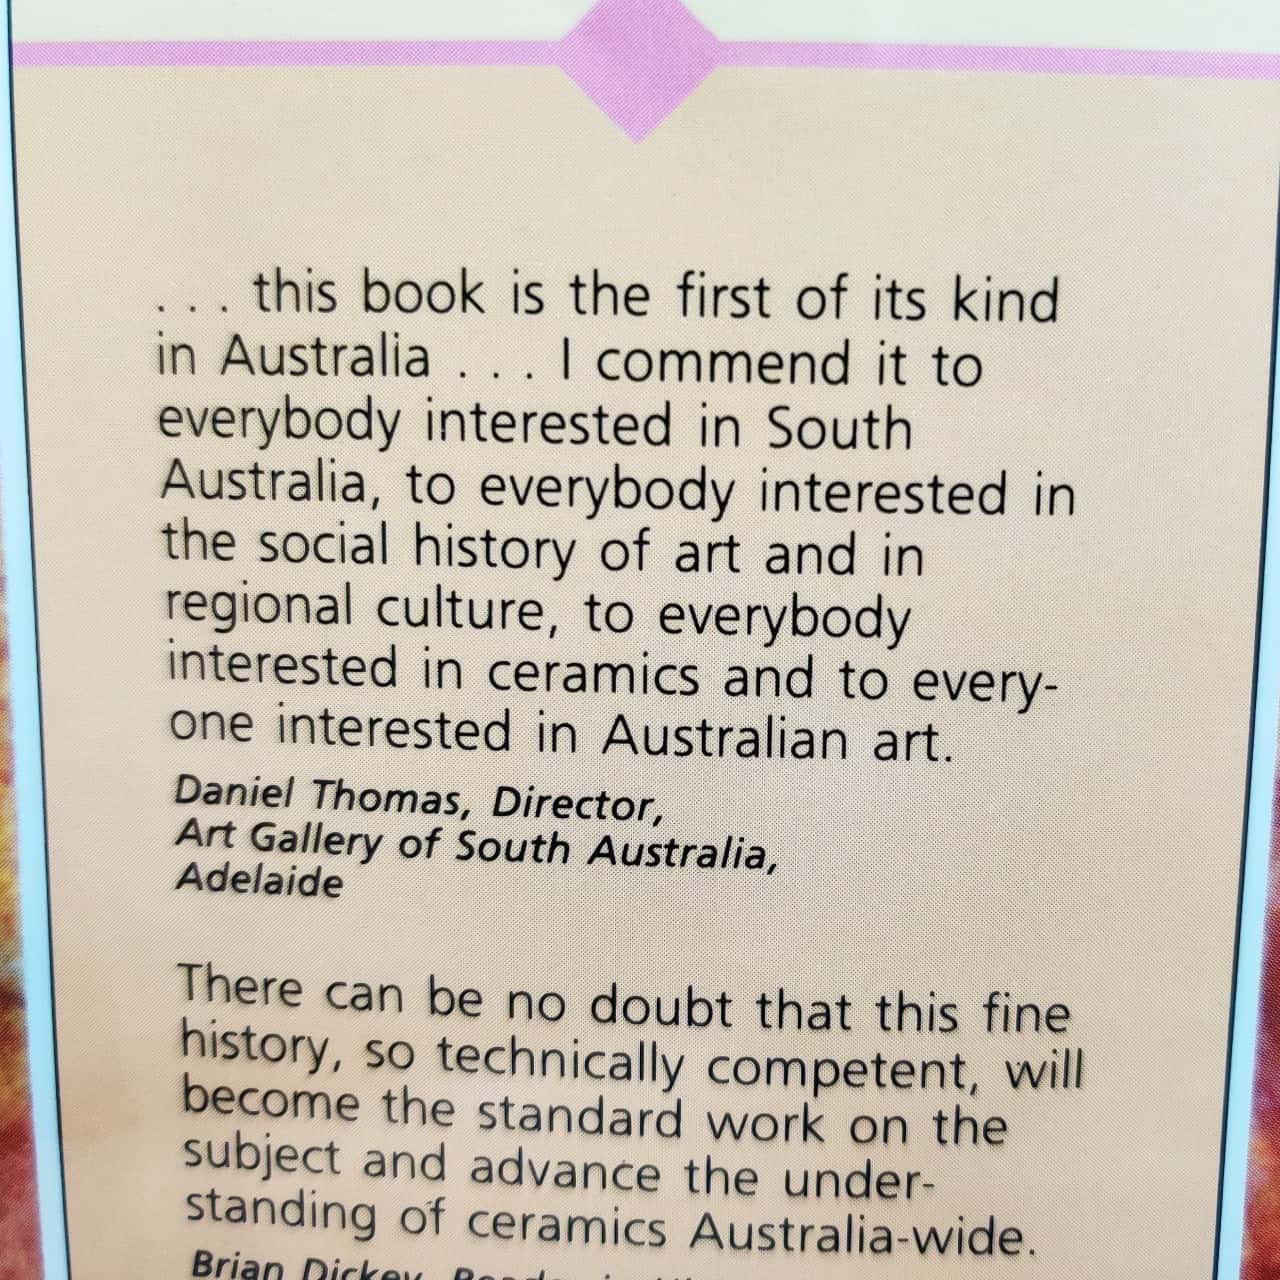 . . . this book is the first of its kind
in Australia . . . I commend it to
everybody interested in South
Australia, to everybody interested in
the social history of art and in
regional culture, to everybody
interested in ceramics and to every-
one interested in Australian art.
Daniel Thomas, Director,
Art Gallery of South Australia,
Adelaide
There can be no doubt that this fine
history, so technically competent, will
become the standard work on the
subject and advance the under-
standing of ceramics Australia-wide.
Brian Dickey,